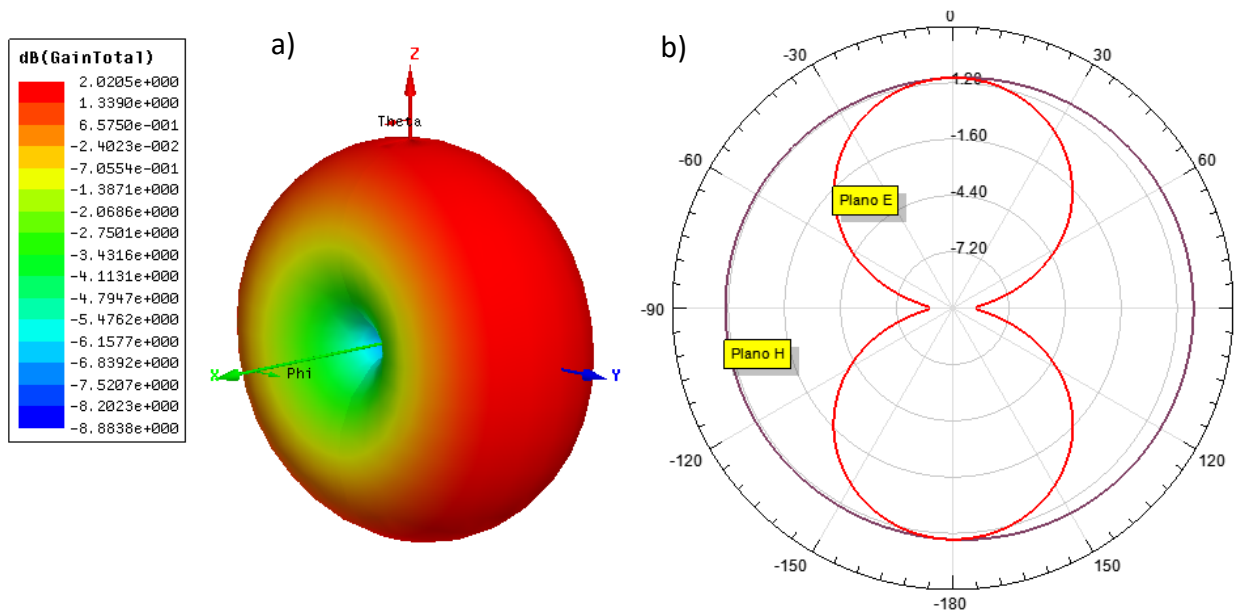 dB(GainTotal)
2.0205e+000
1.3390e+000
6.5750e-001
-2.4023e-002
-7.0554e-001
-1.3871e+000
-2.0686e+000
-2.7501e+000
-3.4316e+000
-4.1131e+000
-4.7947e+000
-5.4762e+000
-6.1577e+000
-6.8392e+000
-7.5207e+000
-8.2023e+000
-8.8838e+000
a)
Z
Theta
X
Phi
Y
b)
0
-30
30
1.20
-60
-1.60
60
Plano E
-4.40
-7.20
-90
90
Plano H
-120
120
-150
150
-180